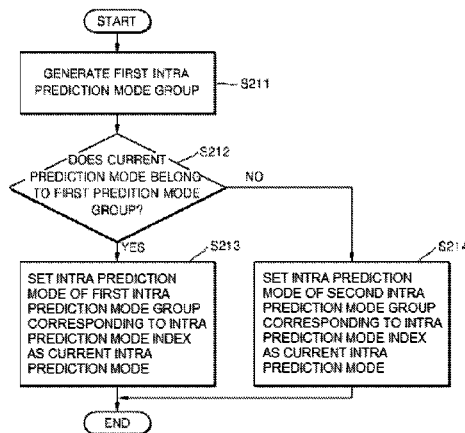 START
GENERATE FIRST INTRA
PREDICTION MODE GROUP
S211
S212
DOES CURRENT
PREDICTION MODE BELONG
TO FIRST PREDITION MODE
GROUP?
NO
YES
S213
SET INTRA PREDICTION
MODE OF FIRST INTRA
PREDICTION MODE GROUP
CORRESPONDING TO INTRA
PREDICTION MODE INDEX
AS CURRENT INTRA
PREDICTION MODE
S214
SET INTRA PREDICTION
MODE OF SECOND INTRA
PREDICTION MODE GROUP
CORRESPONDING TO INTRA
PREDICTION MODE INDEX
AS CURRENT INTRA
PREDICTION MODE
END